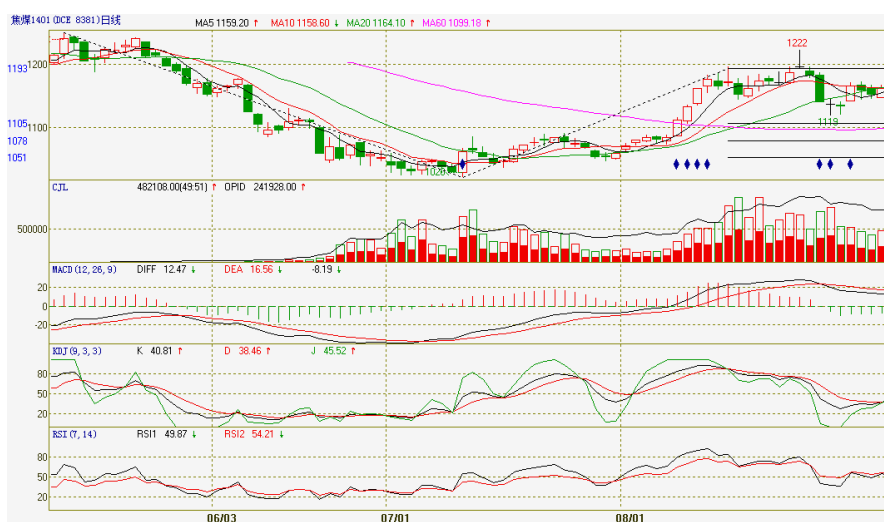 焦煤1401(DCE 8381)日线 MA5 1159.20 ↑ MA10 1158.60 ↓ MA20 1164.10 ↑ MA60 1099.18 ↑
1222
1193 1200
1105 1100
1119
1078
1051
CJL 482108.00(49:51) ↑ OPID 241928.00 ↑
500000
MACD(12,26,9) DIFF 12.47 ↓ DEA 16.56 ↓ -8.19 ↓
20
0
-20
KDJ(9,3,3) K 40.81 ↑ D 38.46 ↑ J 45.52 ↑
80
50
20
RSI(7,14) RSI1 49.87 ↓ RSI2 54.21 ↓
80
50
20
06/03 07/01 08/01